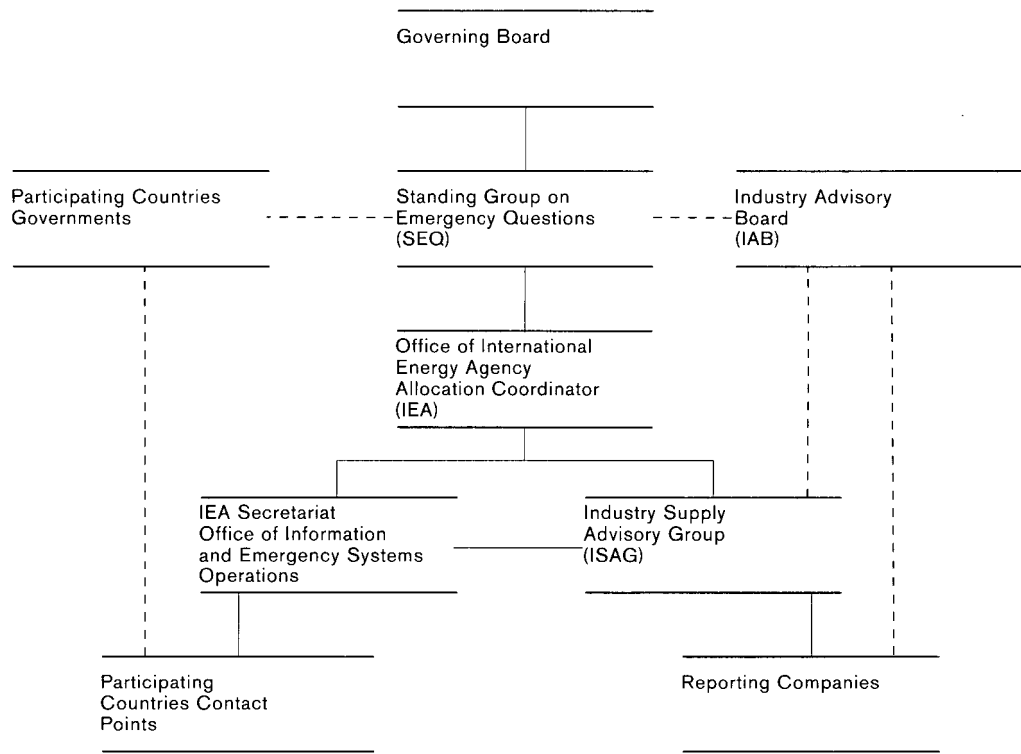 Governing Board
Participating Countries
Governments
Standing Group on
Emergency Questions
(SEQ)
Industry Advisory
Board
(IAB)
Office of International
Energy Agency
Allocation Coordinator
(IEA)
IEA Secretariat
Office of Information
and Emergency Systems
Operations
Industry Supply
Advisory Group
(ISAG)
Participating
Countries Contact
Points
Reporting Companies